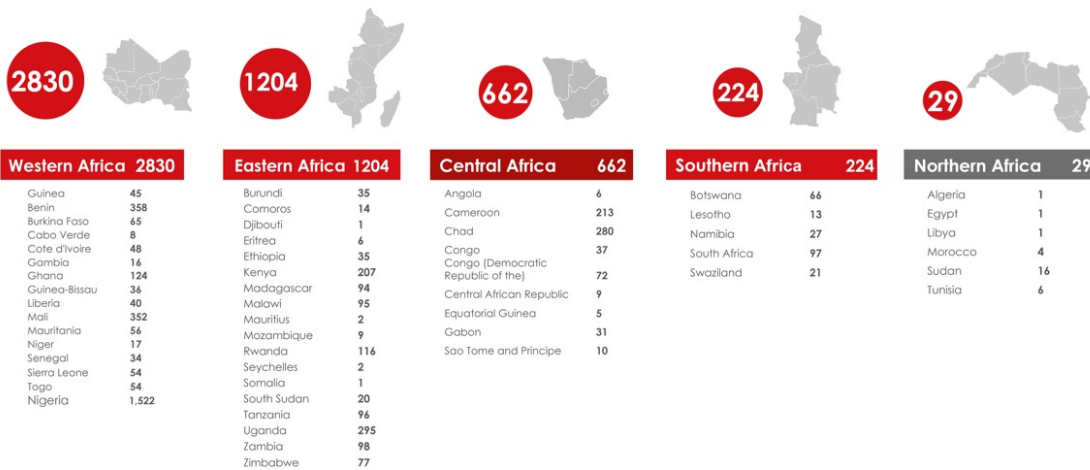 2830
1204
662
224
29
Western Africa 2830
Guinea 45
Benin 358
Burkina Faso 65
Cabo Verde 8
Cote d'Ivoire 48
Gambia 16
Ghana 124
Guinea-Bissau 36
Liberia 40
Mali 352
Mauritania 56
Niger 17
Senegal 34
Sierra Leone 54
Togo 54
Nigeria 1,522
Eastern Africa 1204
Burundi 35
Comoros 14
Djibouti 1
Eritrea 6
Ethiopia 35
Kenya 207
Madagascar 94
Malawi 95
Mauritius 2
Mozambique 9
Rwanda 116
Seychelles 2
Somalia 1
South Sudan 20
Tanzania 96
Uganda 295
Zambia 98
Zimbabwe 77
Central Africa 662
Angola 6
Cameroon 213
Chad 280
Congo 37
Congo (Democratic
Republic of the) 72
Central African Republic 9
Equatorial Guinea 5
Gabon 31
Sao Tome and Principe 10
Southern Africa 224
Botswana 66
Lesotho 13
Namibia 27
South Africa 97
Swaziland 21
Northern Africa 29
Algeria 1
Egypt 1
Libya 1
Morocco 4
Sudan 16
Tunisia 6